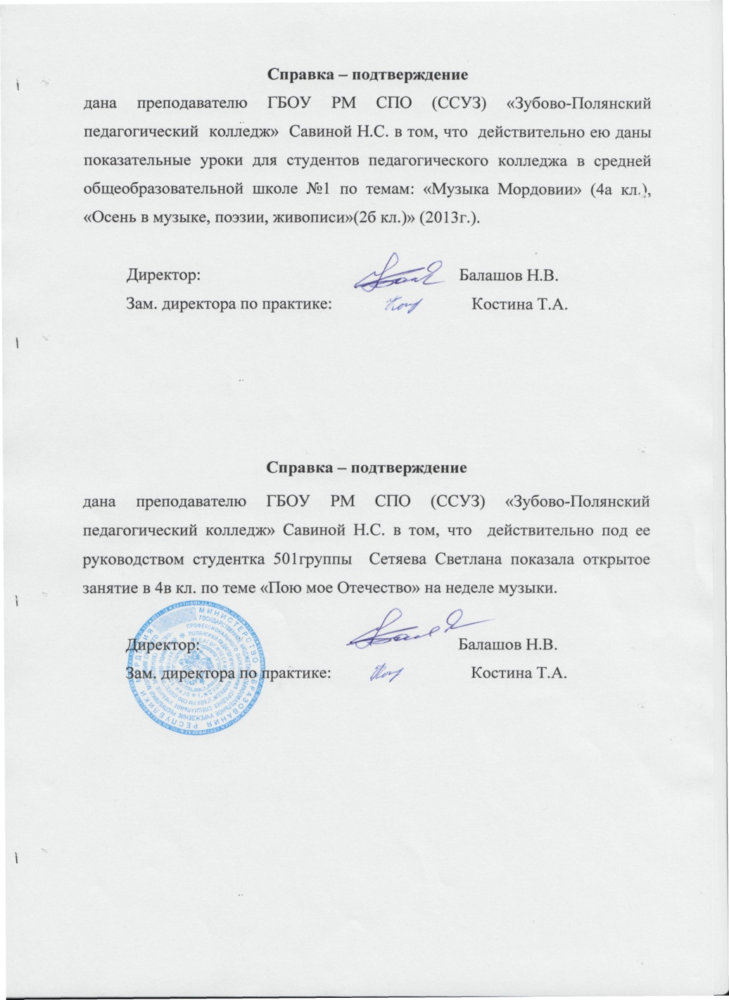 Справка – подтверждение
дана преподавателю ГБОУ РМ СПО (ССУЗ) «Зубово-Полянский
педагогический колледж» Савиной Н.С. в том, что действительно ею даны
показательные уроки для студентов педагогического колледжа в средней
общеобразовательной школе №1 по темам: «Музыка Мордовии» (4а кл.),
«Осень в музыке, поэзии, живописи»(2б кл.)» (2013г.).
Директор: Балашов Н.В.
Зам. директора по практике: Костина Т.А.
Справка – подтверждение
дана преподавателю ГБОУ РМ СПО (ССУЗ) «Зубово-Полянский
педагогический колледж» Савиной Н.С. в том, что действительно под ее
руководством студентка 501группы Сетяева Светлана показала открытое
занятие в 4в кл. по теме «Пою мое Отечество» на неделе музыки.
Директор: Балашов Н.В.
Зам. директора по практике: Костина Т.А.
МИНИСТЕРСТВО ОБРАЗОВАНИЯ РЕСПУБЛИКИ МОРДОВИЯ